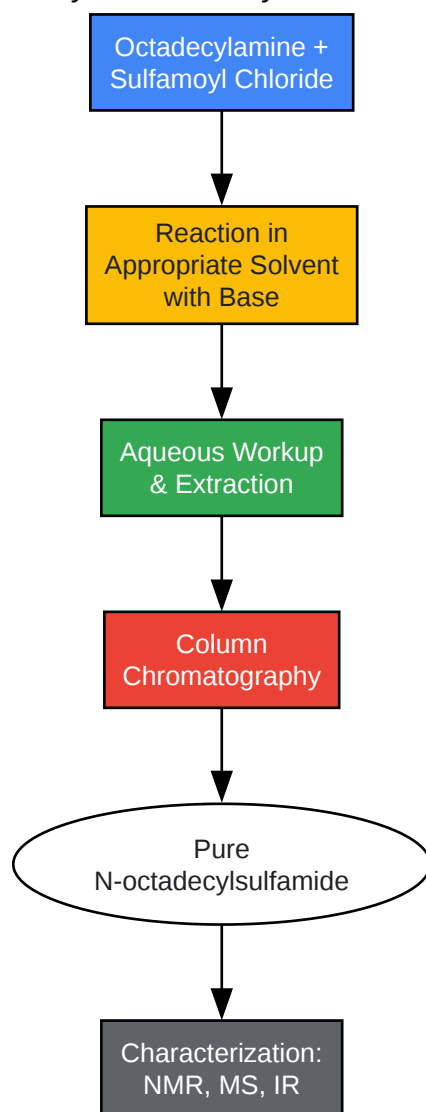 Octadecylamine +
Sulfamoyl Chloride
Reaction in
Appropriate Solvent
with Base
Aqueous Workup
& Extraction
Column
Chromatography
Pure
N-octadecylsulfamide
Characterization:
NMR, MS, IR